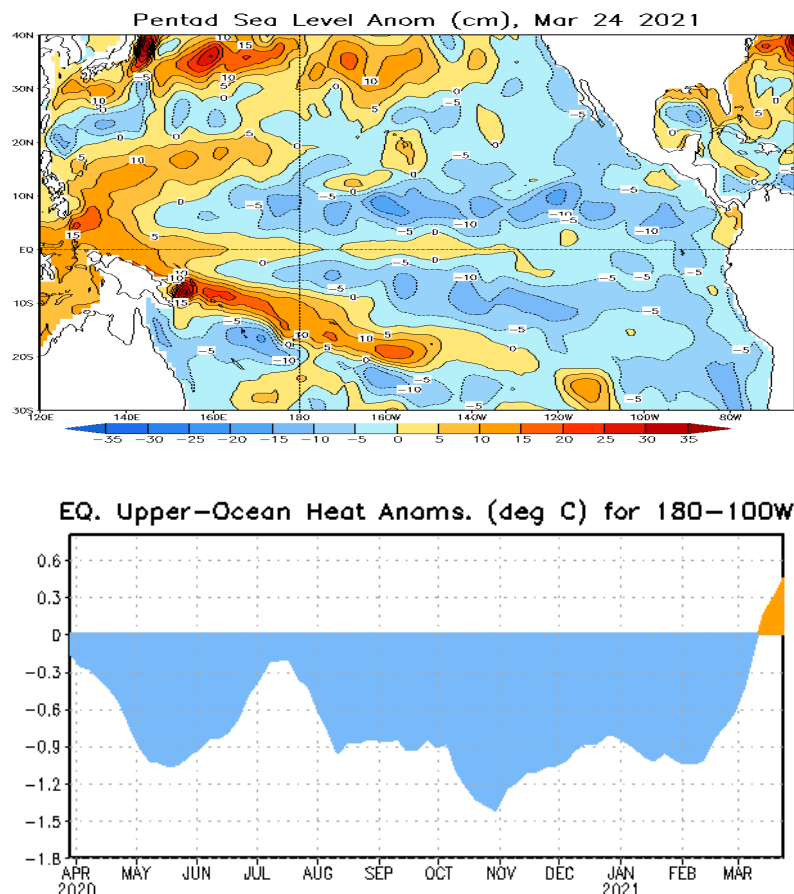 Pentad Sea Level Anom (cm), Mar 24 2021
40N
30N
20N
10N
EQ
10S
20S
30S
120E 140E 160E 180 160W 140W 120W 100W 80W
-35 -30 -25 -20 -15 -10 -5 0 5 10 15 20 25 30 35
EQ. Upper-Ocean Heat Anoms. (deg C) for 180-100W
0.6
0.3
0
-0.3
-0.6
-0.9
-1.2
-1.5
-1.8
APR MAY JUN JUL AUG SEP OCT NOV DEC JAN FEB MAR
2020 2021